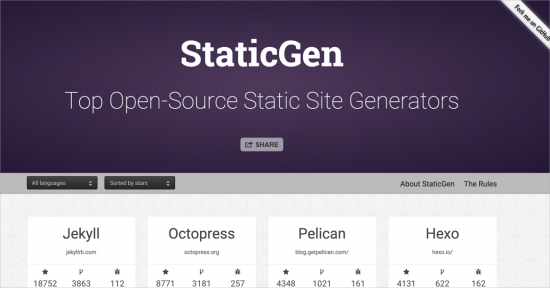 Fork me on GitHub
StaticGen
Top Open-Source Static Site Generators
SHARE
All languages
Sorted by stars
About StaticGen
The Rules
Jekyll
jekyllrb.com
18752 3863 112
Octopress
octopress.org
8771 3181 257
Pelican
blog.getpelican.com/
4348 1021 161
Hexo
hexo.io/
4131 622 162